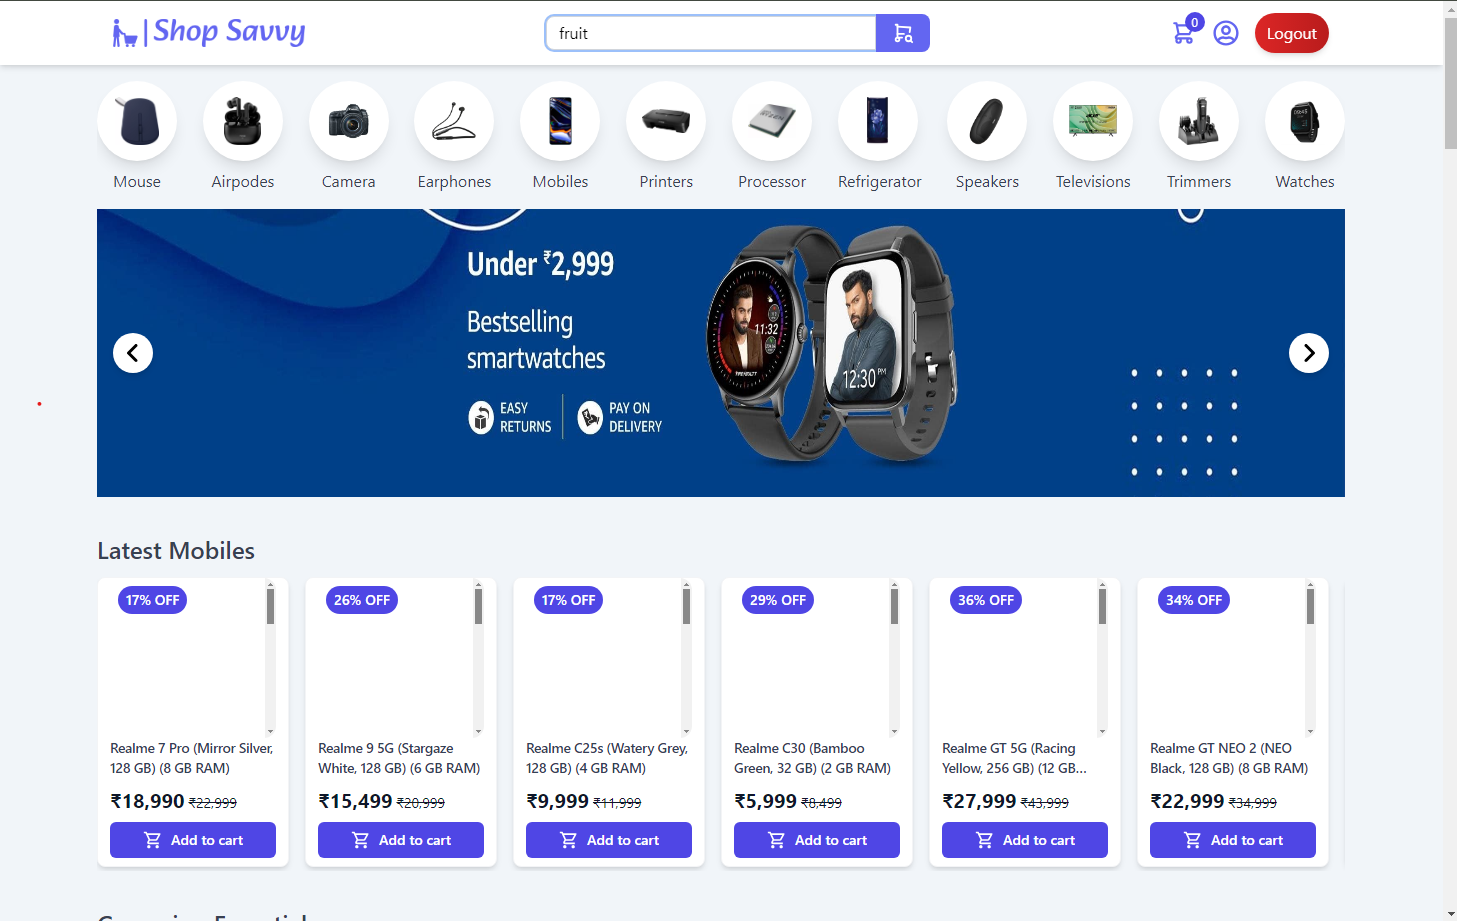 Shop Savvy
fruit
0
Logout
Mouse
Airpodes
Camera
Earphones
Mobiles
Printers
Processor
Refrigerator
Speakers
Televisions
Trimmers
Watches
Under ₹2,999
Bestselling
smartwatches
EASY
RETURNS
PAY ON
DELIVERY
11:32
12:30 PM
Latest Mobiles
17% OFF
Realme 7 Pro (Mirror Silver,
128 GB) (8 GB RAM)
₹18,990 ₹22,999
Add to cart
26% OFF
Realme 9 5G (Stargaze
White, 128 GB) (6 GB RAM)
₹15,499 ₹20,999
Add to cart
17% OFF
Realme C25s (Watery Grey,
128 GB) (4 GB RAM)
₹9,999 ₹11,999
Add to cart
29% OFF
Realme C30 (Bamboo
Green, 32 GB) (2 GB RAM)
₹5,999 ₹8,499
Add to cart
36% OFF
Realme GT 5G (Racing
Yellow, 256 GB) (12 GB...
₹27,999 ₹43,999
Add to cart
34% OFF
Realme GT NEO 2 (NEO
Black, 128 GB) (8 GB RAM)
₹22,999 ₹34,999
Add to cart